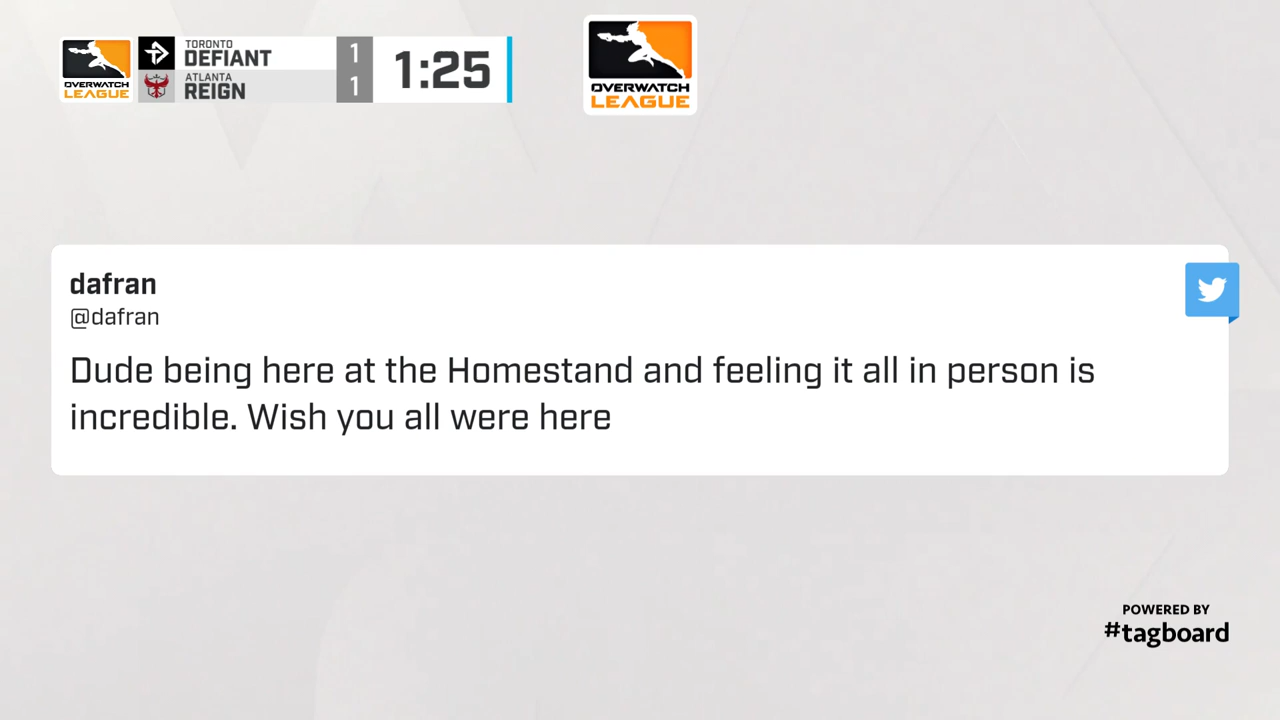 OVERWATCH
LEAGUE
TORONTO
DEFIANT
1
ATLANTA
REIGN
1
1:25
OVERWATCH
LEAGUE
dafran
@dafran
Dude being here at the Homestand and feeling it all in person is
incredible. Wish you all were here
POWERED BY
#tagboard